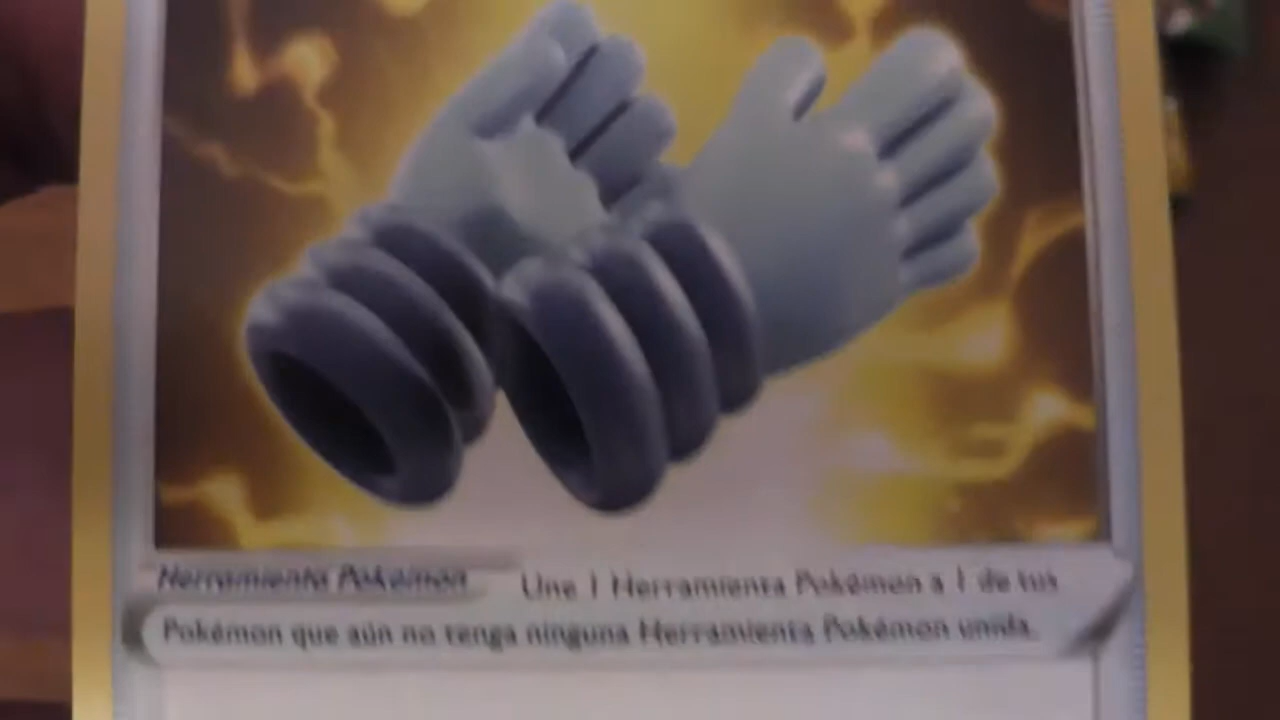 Herramienta Pokémon Une 1 Herramienta Pokémon a 1 de tus
Pokémon que aún no tenga ninguna Herramienta Pokémon unida.